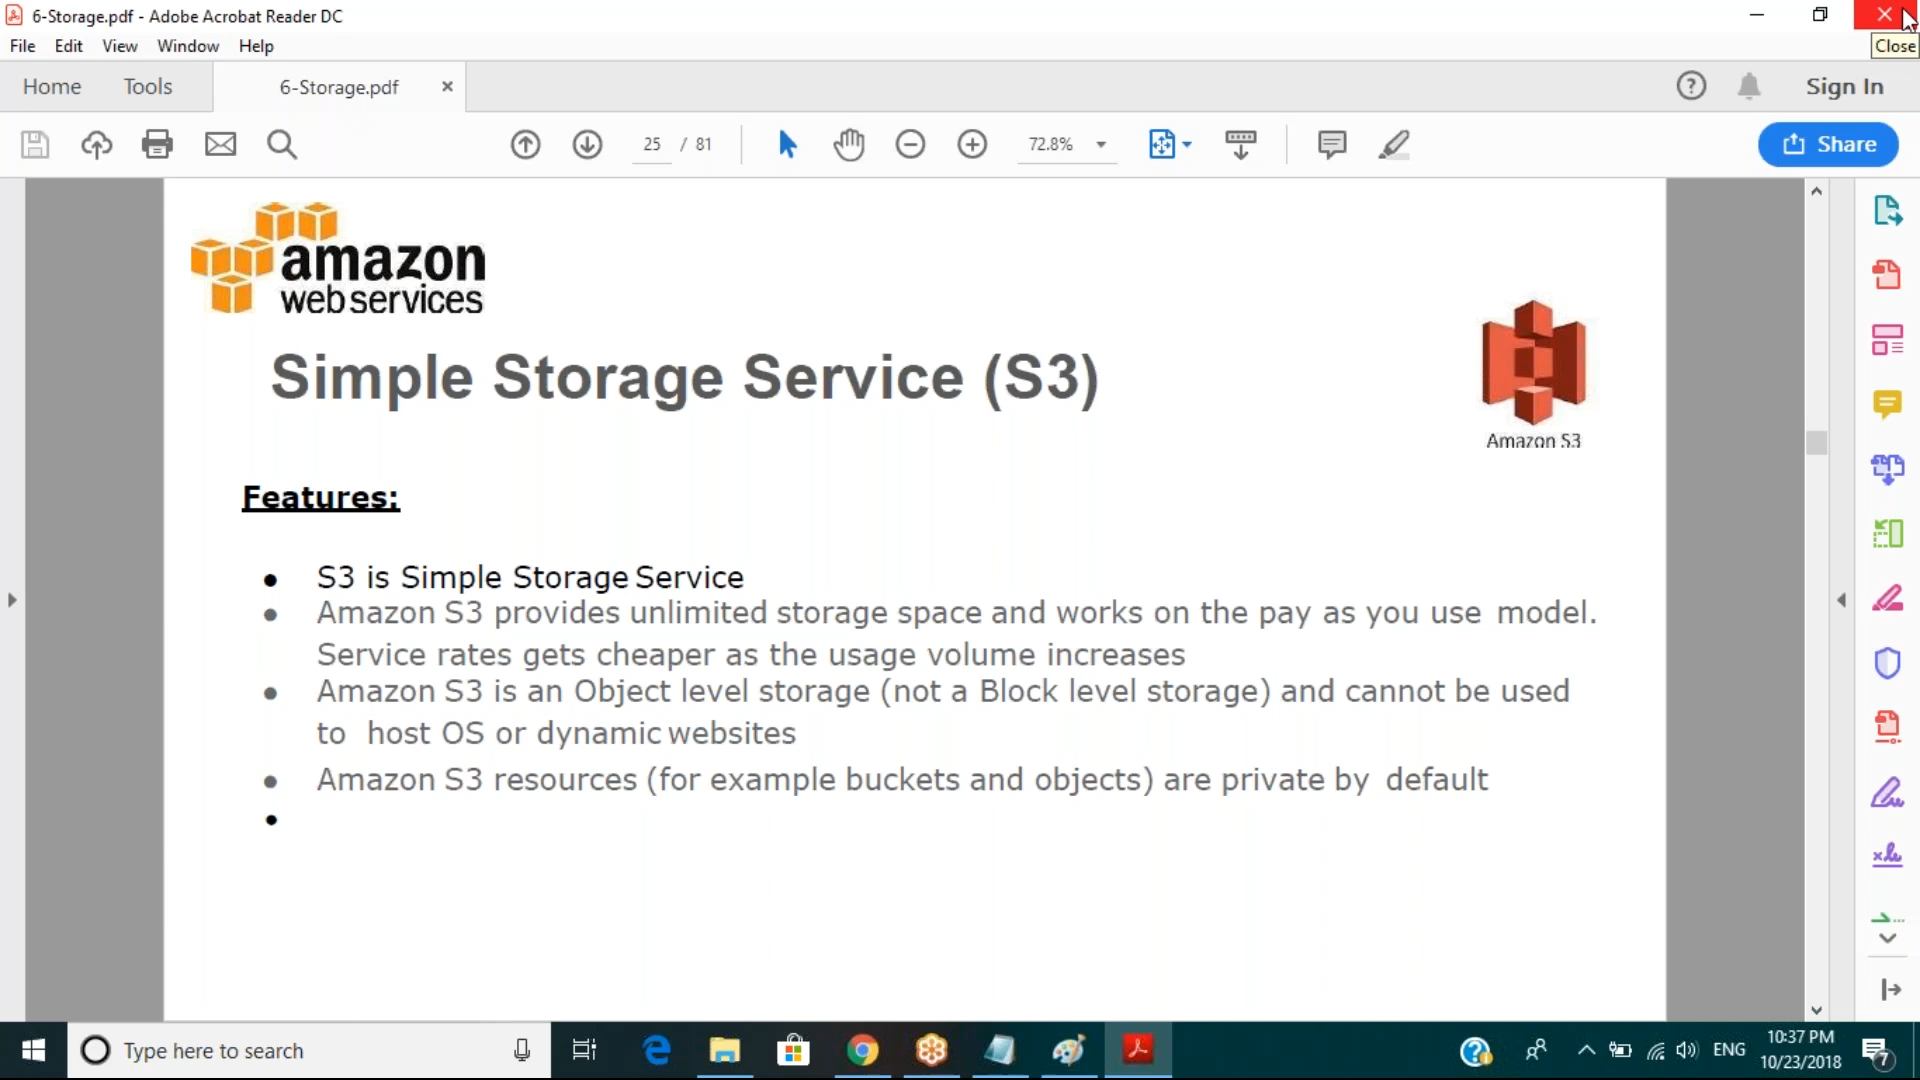 6-Storage.pdf - Adobe Acrobat Reader DC
File Edit View Window Help
Close
Home Tools 6-Storage.pdf Sign In
25 / 81 72.8% Share
amazon
web services
Simple Storage Service (S3)
Amazon S3
Features:
● S3 is Simple Storage Service
● Amazon S3 provides unlimited storage space and works on the pay as you use model.
Service rates gets cheaper as the usage volume increases
● Amazon S3 is an Object level storage (not a Block level storage) and cannot be used
to host OS or dynamic websites
● Amazon S3 resources (for example buckets and objects) are private by default
●
Type here to search
ENG
10:37 PM
10/23/2018
7